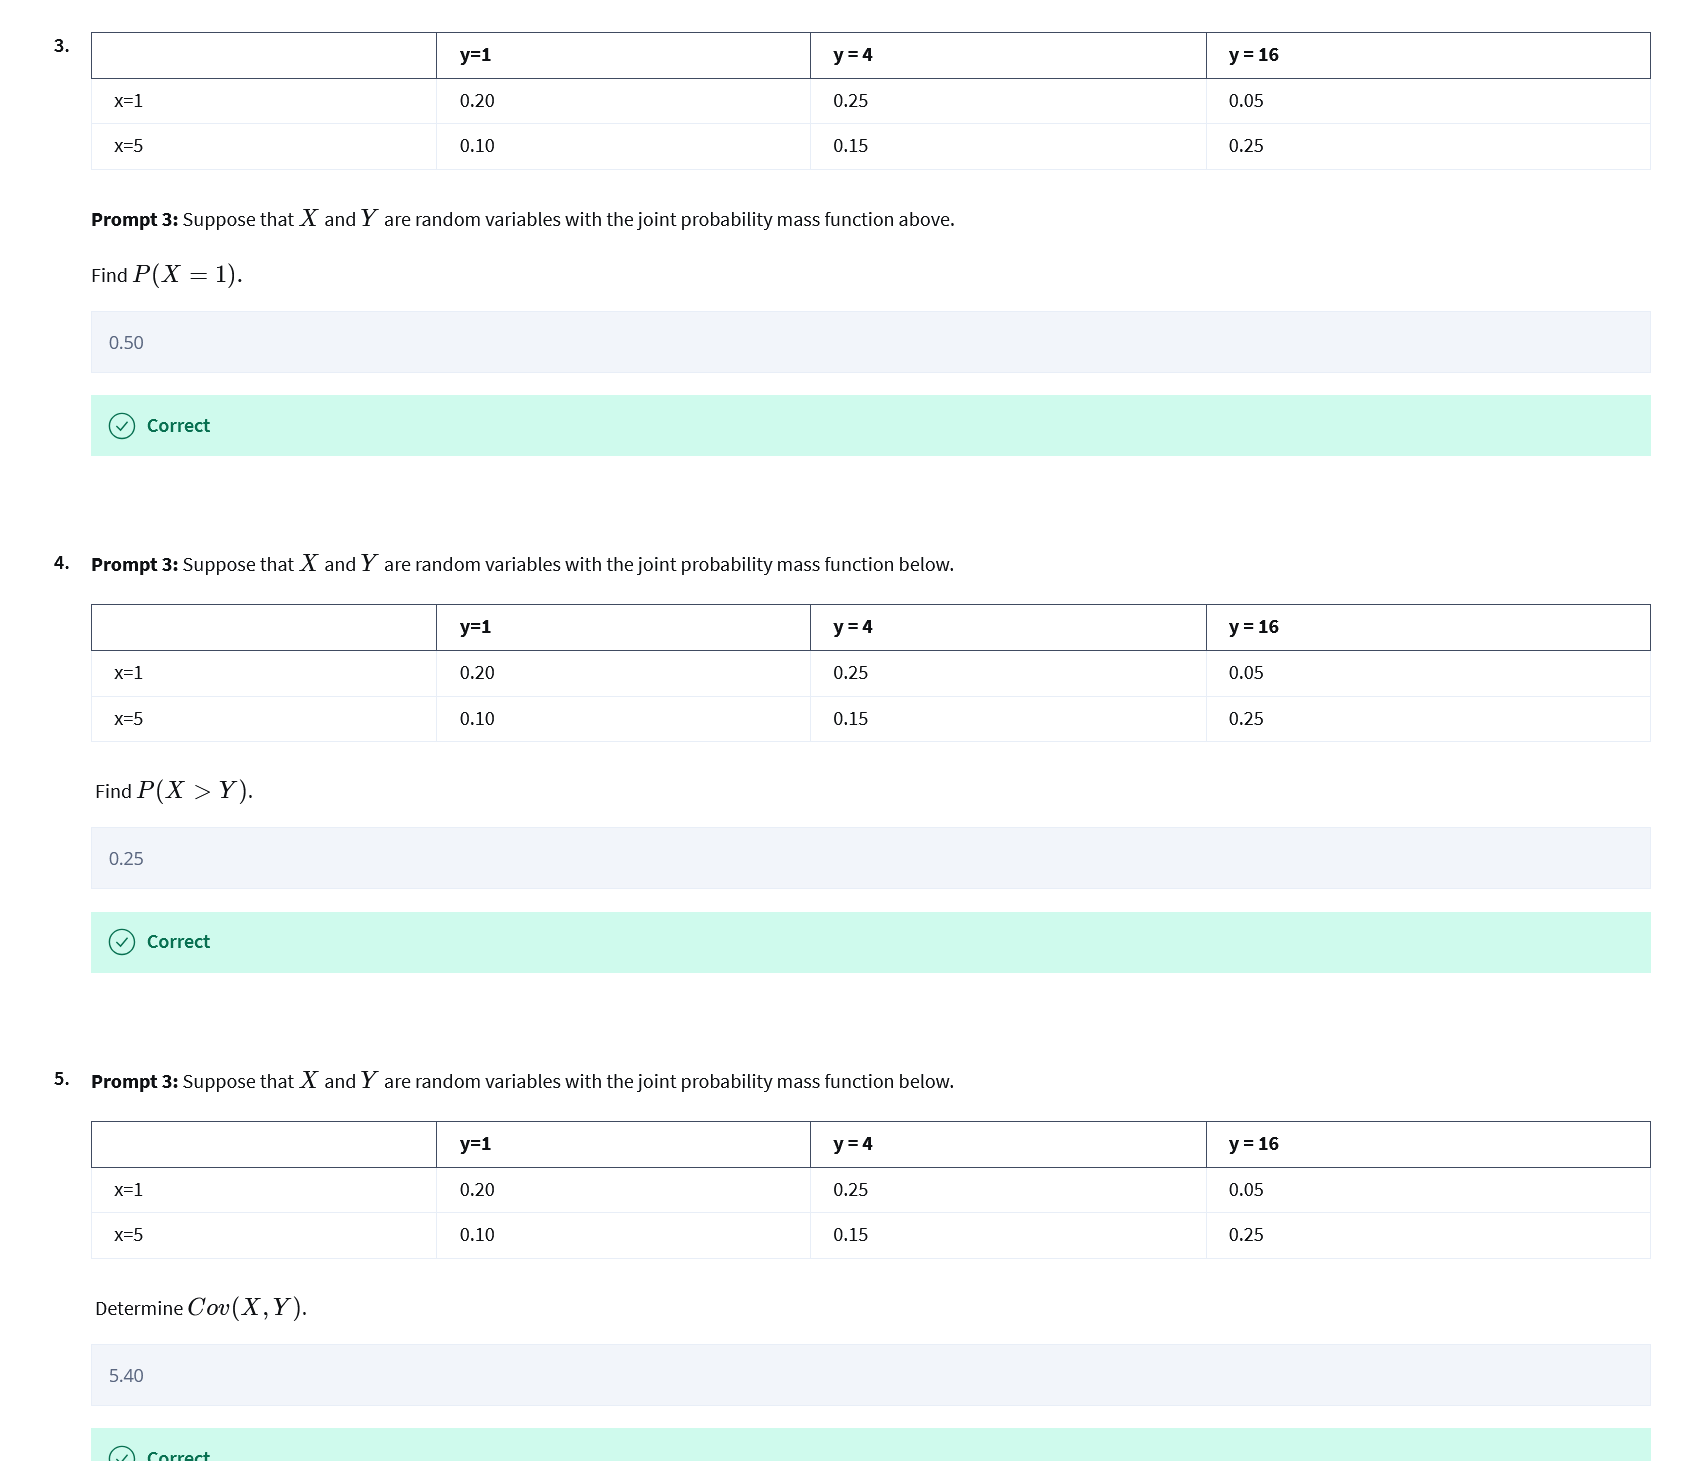 3.
y=1 y = 4 y = 16
x=1 0.20 0.25 0.05
x=5 0.10 0.15 0.25
Prompt 3: Suppose that X and Y are random variables with the joint probability mass function above.
Find P(X = 1).
0.50
Correct
4. Prompt 3: Suppose that X and Y are random variables with the joint probability mass function below.
y=1 y = 4 y = 16
x=1 0.20 0.25 0.05
x=5 0.10 0.15 0.25
Find P(X > Y).
0.25
Correct
5. Prompt 3: Suppose that X and Y are random variables with the joint probability mass function below.
y=1 y = 4 y = 16
x=1 0.20 0.25 0.05
x=5 0.10 0.15 0.25
Determine Cov(X, Y).
5.40
Correct